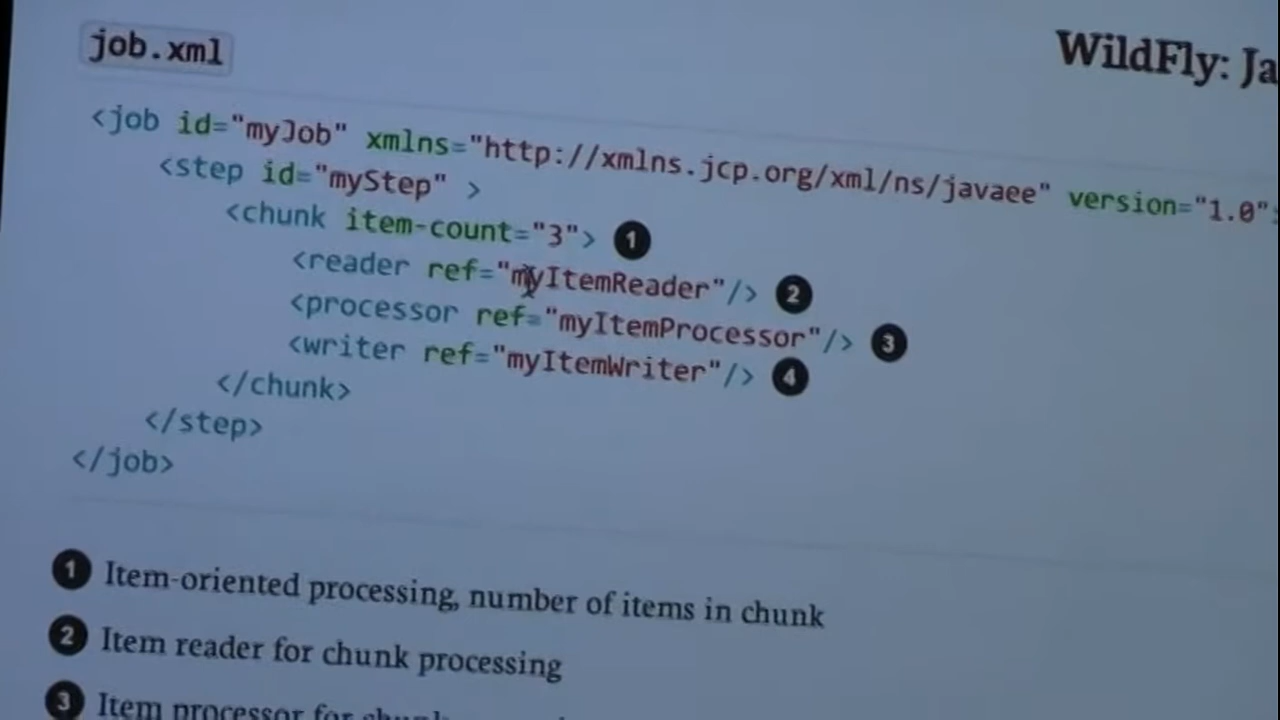 job.xml
WildFly:
<job id="myJob" xmlns="http://xmlns.jcp.org/xml/ns/javaee" version="1.0"
<step id="myStep" >
<chunk item-count="3"> 1
<reader ref="myItemReader"/> 2
<processor ref="myItemProcessor"/> 3
<writer ref="myItemWriter"/> 4
</chunk>
</step>
</job>
1 Item-oriented processing, number of items in chunk
2 Item reader for chunk processing
3 Item processor for